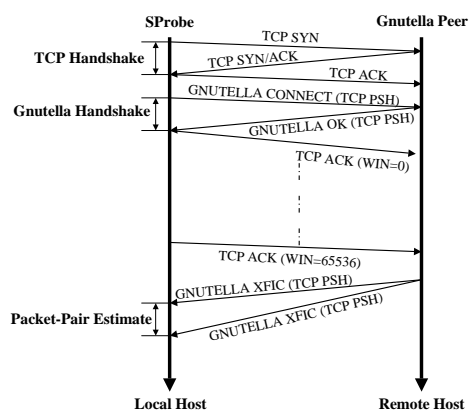 SProbe
Gnutella Peer
TCP SYN
TCP Handshake
TCP SYN/ACK
TCP ACK
GNUTELLA CONNECT (TCP PSH)
Gnutella Handshake
GNUTELLA OK (TCP PSH)
TCP ACK (WIN=0)
TCP ACK (WIN=65536)
GNUTELLA XFIC (TCP PSH)
Packet-Pair Estimate
GNUTELLA XFIC (TCP PSH)
Local Host
Remote Host